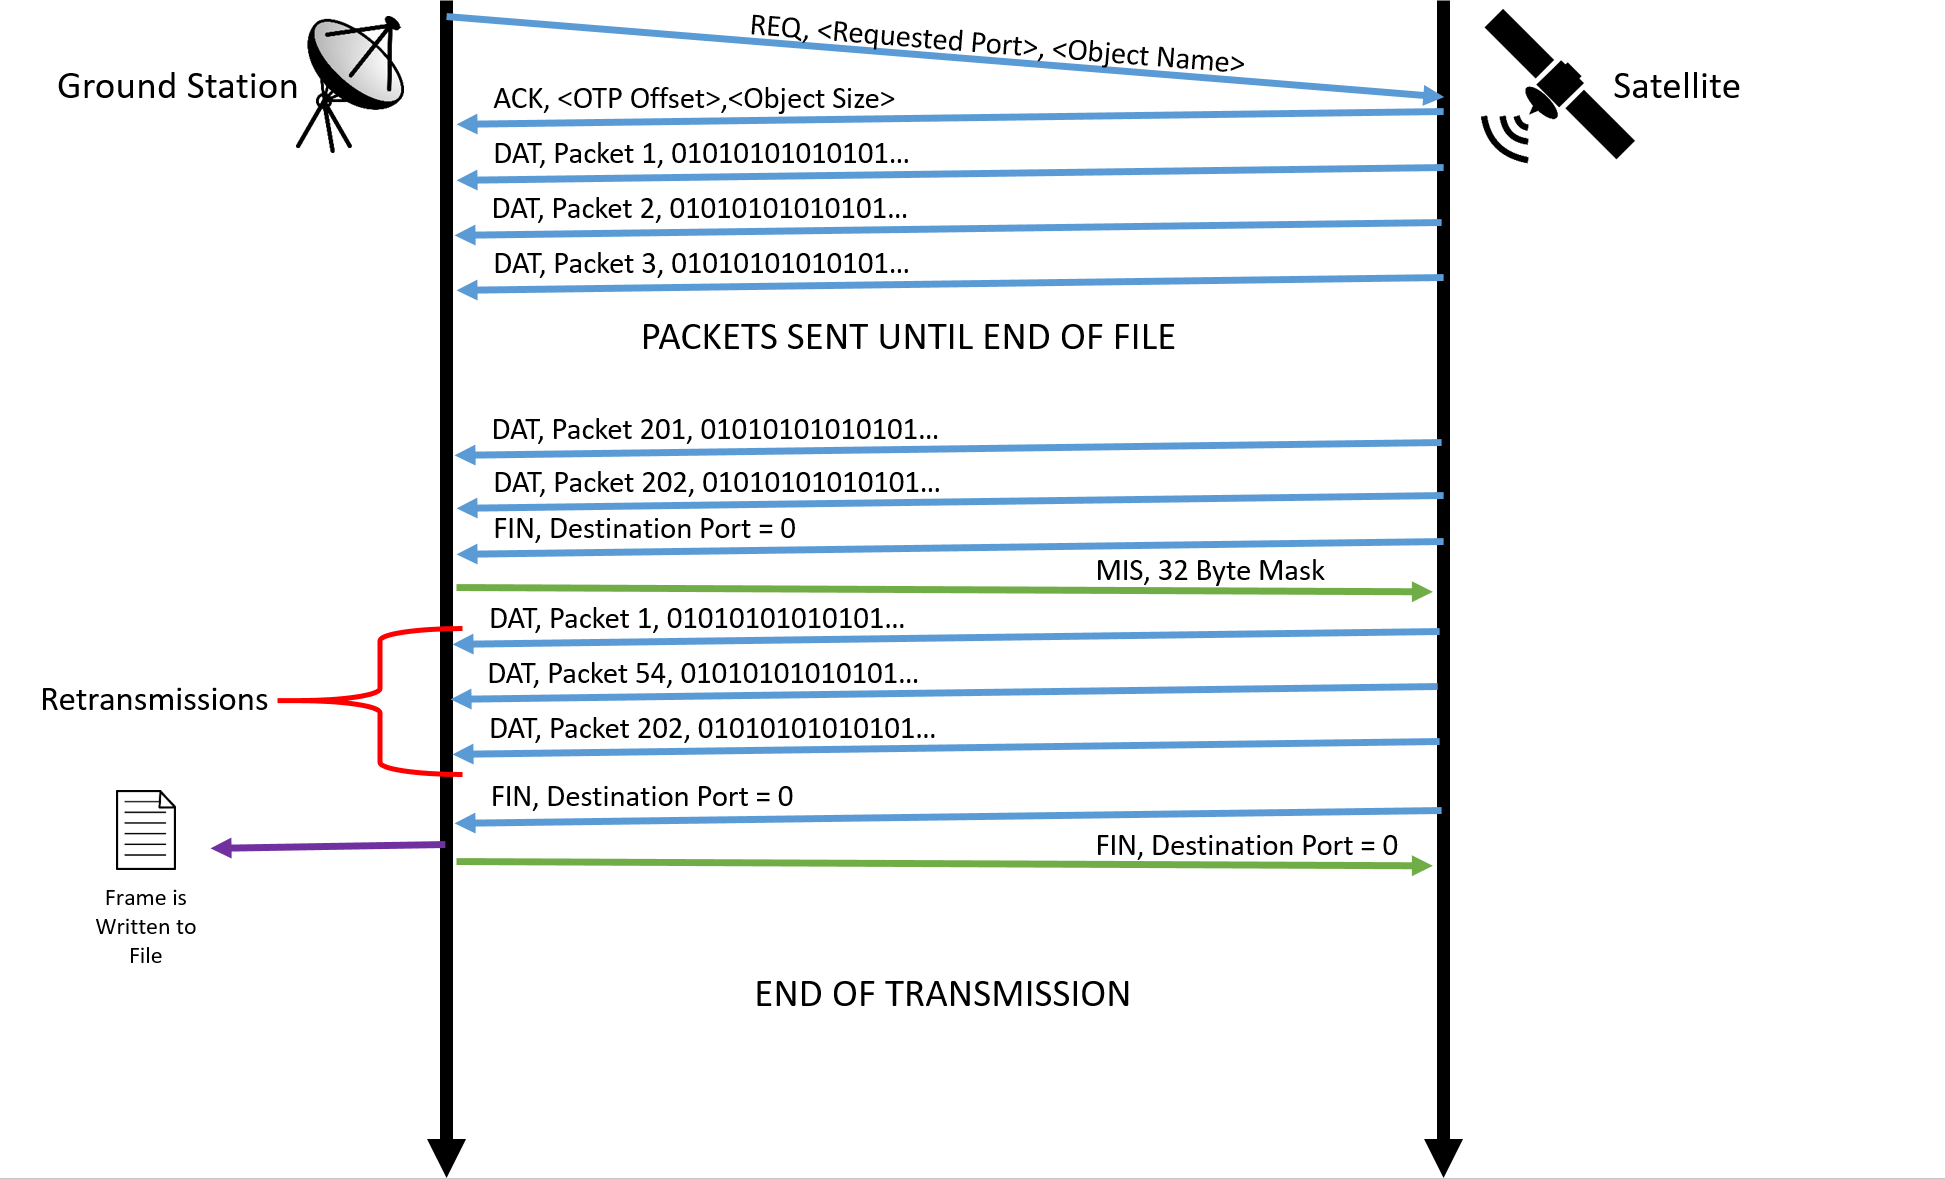 REQ, <Requested Port>, <Object Name>
Ground Station
Satellite
ACK, <OTP Offset>,<Object Size>
DAT, Packet 1, 01010101010101...
DAT, Packet 2, 01010101010101...
DAT, Packet 3, 01010101010101...
PACKETS SENT UNTIL END OF FILE
DAT, Packet 201, 01010101010101...
DAT, Packet 202, 01010101010101...
FIN, Destination Port = 0
MIS, 32 Byte Mask
DAT, Packet 1, 01010101010101...
DAT, Packet 54, 01010101010101...
Retransmissions
DAT, Packet 202, 01010101010101...
FIN, Destination Port = 0
FIN, Destination Port = 0
Frame is
Written to
File
END OF TRANSMISSION